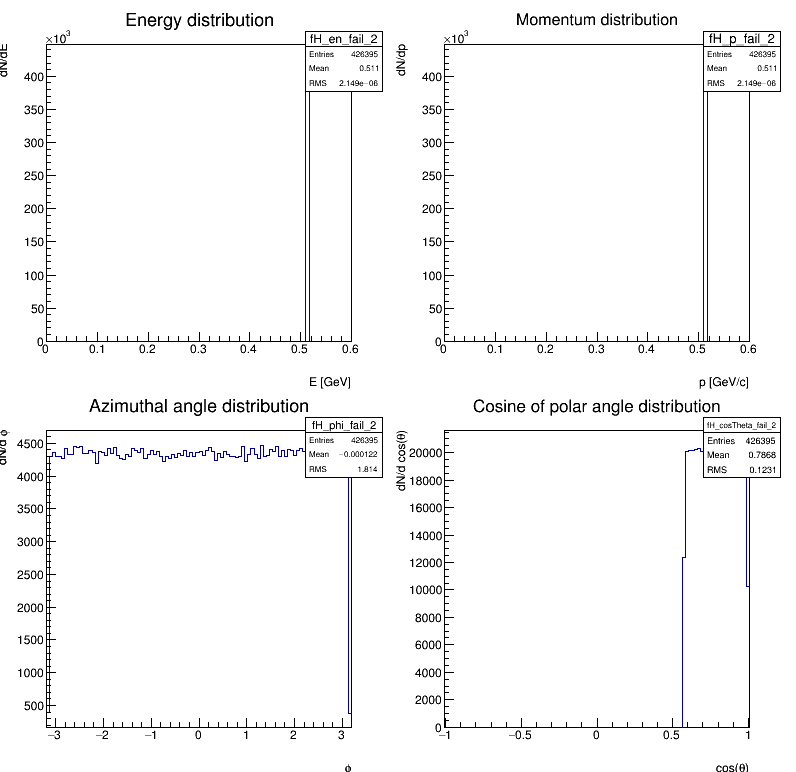 Energy distribution
×10³
dN/dE
fH_en_fail_2
Entries 426395
Mean 0.511
RMS 2.149e−06
400
350
300
250
200
150
100
50
0
0 0.1 0.2 0.3 0.4 0.5 0.6
E [GeV]
Momentum distribution
×10³
dN/dp
fH_p_fail_2
Entries 426395
Mean 0.511
RMS 2.149e−06
400
350
300
250
200
150
100
50
0
0 0.1 0.2 0.3 0.4 0.5 0.6
p [GeV/c]
Azimuthal angle distribution
dN/d ϕ
fH_phi_fail_2
Entries 426395
Mean −0.000122
RMS 1.814
4500
4000
3500
3000
2500
2000
1500
1000
500
−3 −2 −1 0 1 2 3
ϕ
Cosine of polar angle distribution
dN/d cos(θ)
fH_cosTheta_fail_2
Entries 426395
Mean 0.7868
RMS 0.1231
20000
18000
16000
14000
12000
10000
8000
6000
4000
2000
0
−1 −0.5 0 0.5 1
cos(θ)